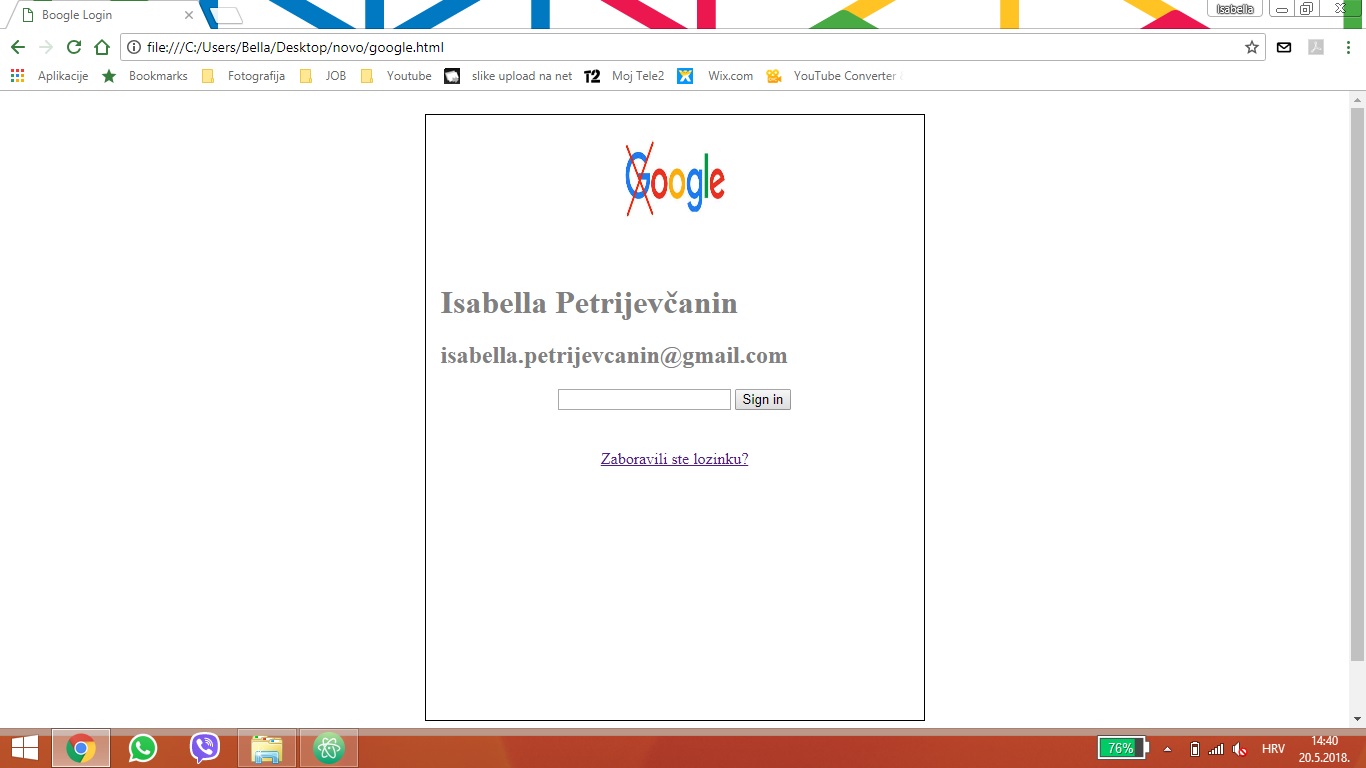 Boogle Login
Isabella
file:///C:/Users/Bella/Desktop/novo/google.html
Aplikacije Bookmarks Fotografija JOB Youtube slike upload na net T2 Moj Tele2 Wix.com YouTube Converter
Google
Isabella Petrijevčanin
isabella.petrijevcanin@gmail.com
Sign in
Zaboravili ste lozinku?
76% HRV 14:40
20.5.2018.